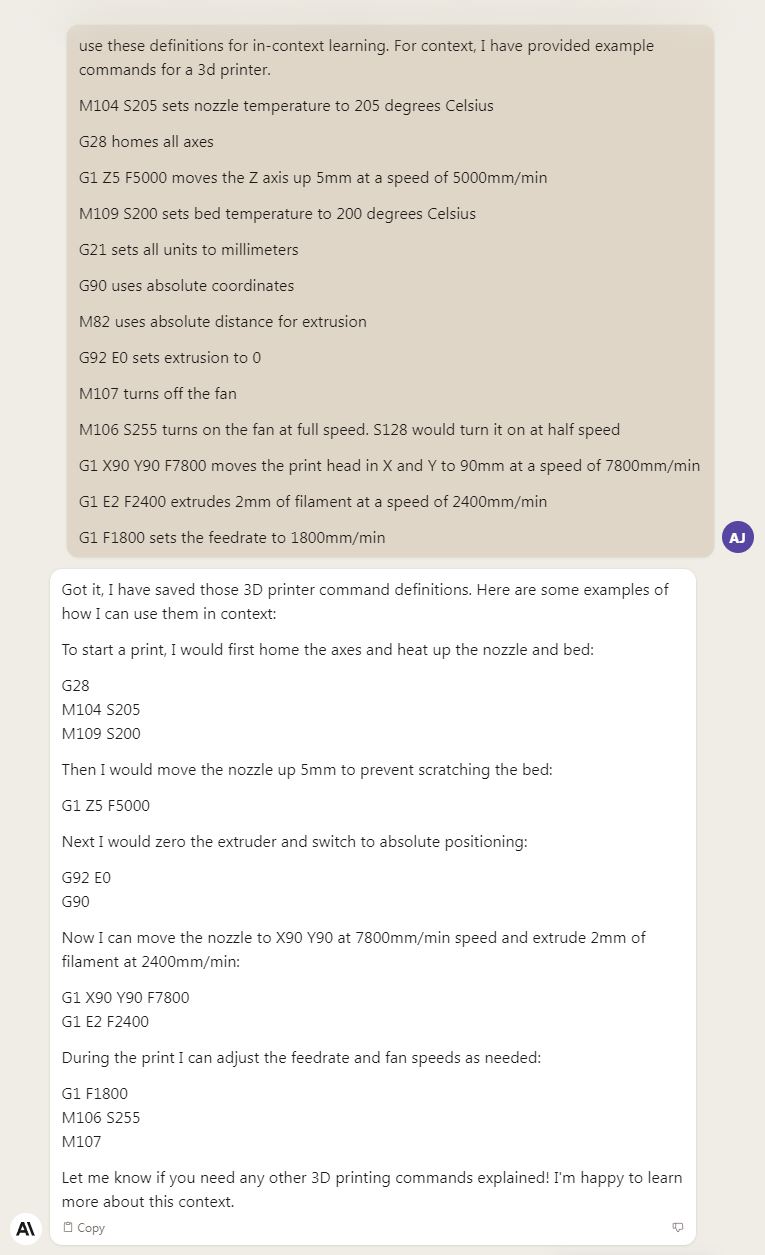 use these definitions for in-context learning. For context, I have provided example
commands for a 3d printer.
M104 S205 sets nozzle temperature to 205 degrees Celsius
G28 homes all axes
G1 Z5 F5000 moves the Z axis up 5mm at a speed of 5000mm/min
M109 S200 sets bed temperature to 200 degrees Celsius
G21 sets all units to millimeters
G90 uses absolute coordinates
M82 uses absolute distance for extrusion
G92 E0 sets extrusion to 0
M107 turns off the fan
M106 S255 turns on the fan at full speed. S128 would turn it on at half speed
G1 X90 Y90 F7800 moves the print head in X and Y to 90mm at a speed of 7800mm/min
G1 E2 F2400 extrudes 2mm of filament at a speed of 2400mm/min
G1 F1800 sets the feedrate to 1800mm/min
AJ
Got it, I have saved those 3D printer command definitions. Here are some examples of
how I can use them in context:
To start a print, I would first home the axes and heat up the nozzle and bed:
G28
M104 S205
M109 S200
Then I would move the nozzle up 5mm to prevent scratching the bed:
G1 Z5 F5000
Next I would zero the extruder and switch to absolute positioning:
G92 E0
G90
Now I can move the nozzle to X90 Y90 at 7800mm/min speed and extrude 2mm of
filament at 2400mm/min:
G1 X90 Y90 F7800
G1 E2 F2400
During the print I can adjust the feedrate and fan speeds as needed:
G1 F1800
M106 S255
M107
Let me know if you need any other 3D printing commands explained! I'm happy to learn
more about this context.
A\
Copy